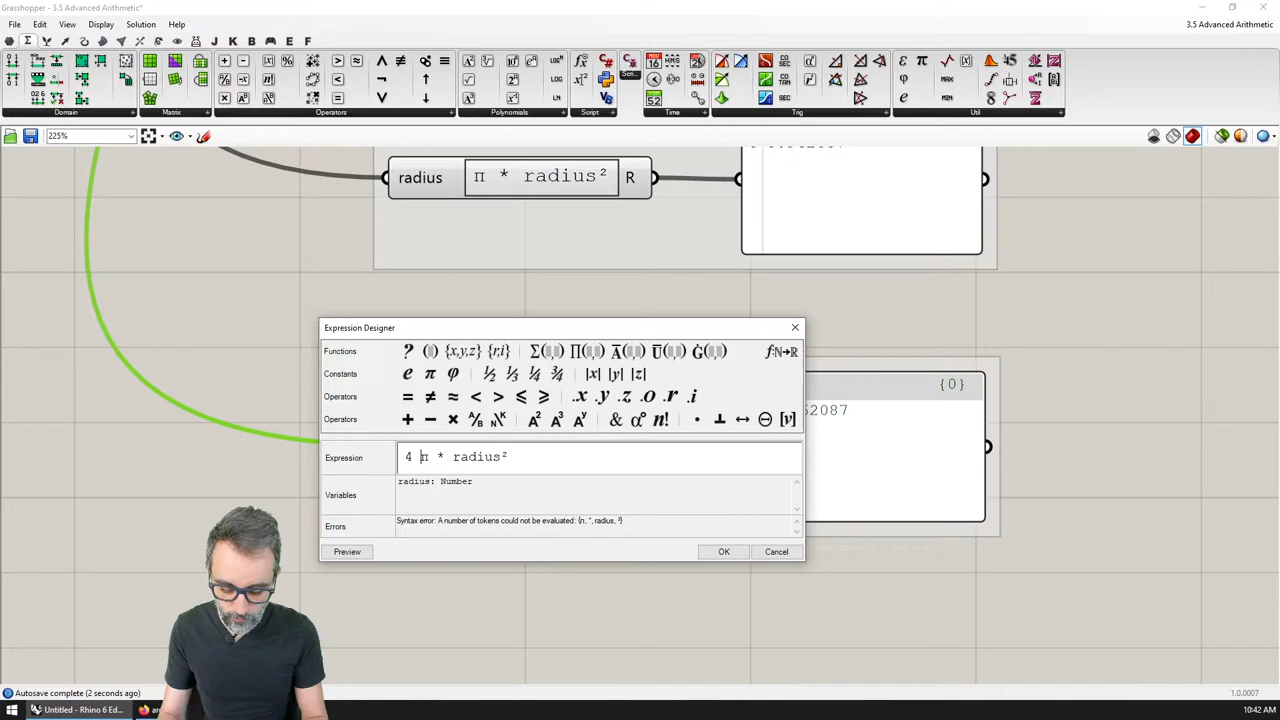 Grasshopper - 3.5 Advanced Arithmetic*
File Edit View Display Solution Help
3.5 Advanced Arithmetic
J K B E F
Domain Matrix Operators Polynomials Script Time Trig Util
225%
radius π * radius² R
Expression Designer
Functions
Constants
Operators
Operators
Expression 4 π * radius²
Variables radius: Number
Errors Syntax error: A number of tokens could not be evaluated: {π, *, radius, ²}
Preview OK Cancel
{0}
52087
Autosave complete (2 seconds ago)
1.0.0007
Untitled - Rhino 6 Ed...
10:42 AM